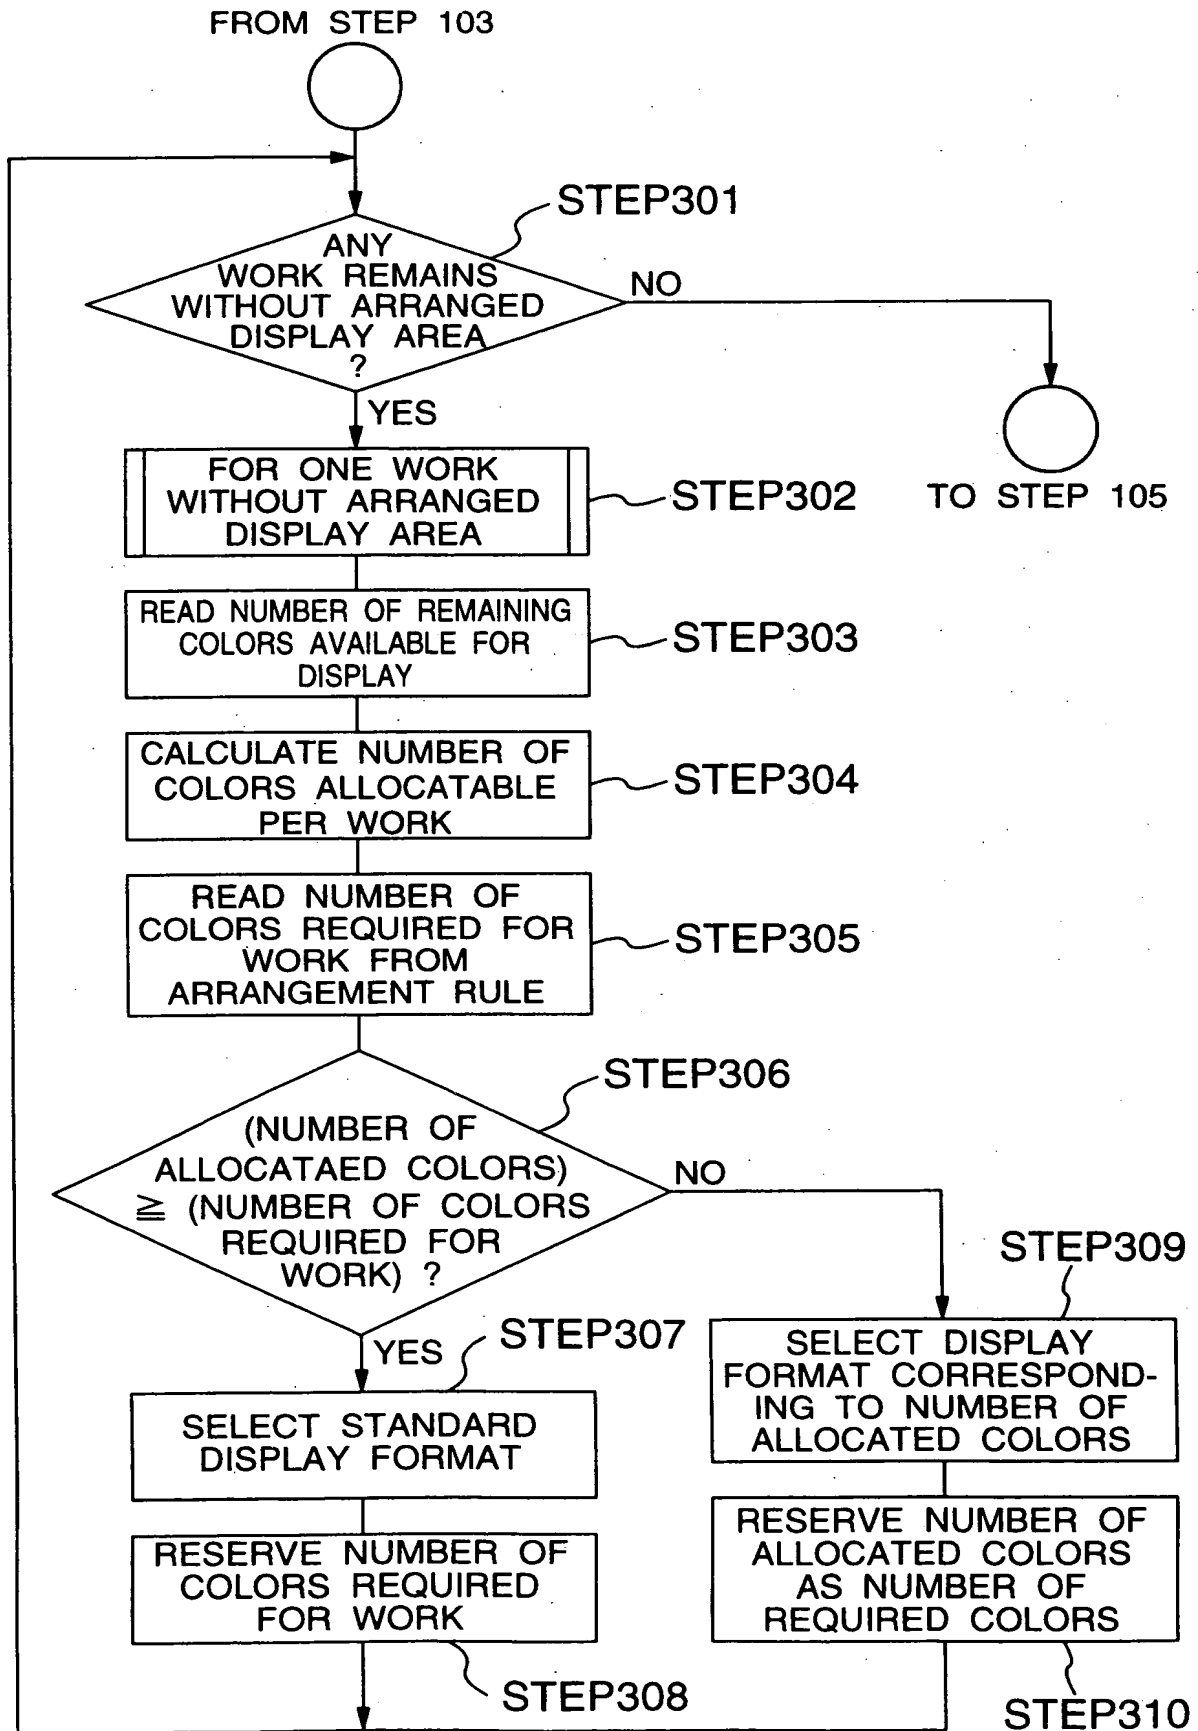 FROM STEP 103
STEP301
ANY
WORK REMAINS
WITHOUT ARRANGED
DISPLAY AREA
?
NO
YES
TO STEP 105
FOR ONE WORK
WITHOUT ARRANGED
DISPLAY AREA
STEP302
READ NUMBER OF REMAINING
COLORS AVAILABLE FOR
DISPLAY
STEP303
CALCULATE NUMBER OF
COLORS ALLOCATABLE
PER WORK
STEP304
READ NUMBER OF
COLORS REQUIRED FOR
WORK FROM
ARRANGEMENT RULE
STEP305
STEP306
(NUMBER OF
ALLOCATAED COLORS)
≧ (NUMBER OF COLORS
REQUIRED FOR
WORK) ?
NO
YES
STEP307
SELECT STANDARD
DISPLAY FORMAT
RESERVE NUMBER OF
COLORS REQUIRED
FOR WORK
STEP308
STEP309
SELECT DISPLAY
FORMAT CORRESPOND-
ING TO NUMBER OF
ALLOCATED COLORS
RESERVE NUMBER OF
ALLOCATED COLORS
AS NUMBER OF
REQUIRED COLORS
STEP310